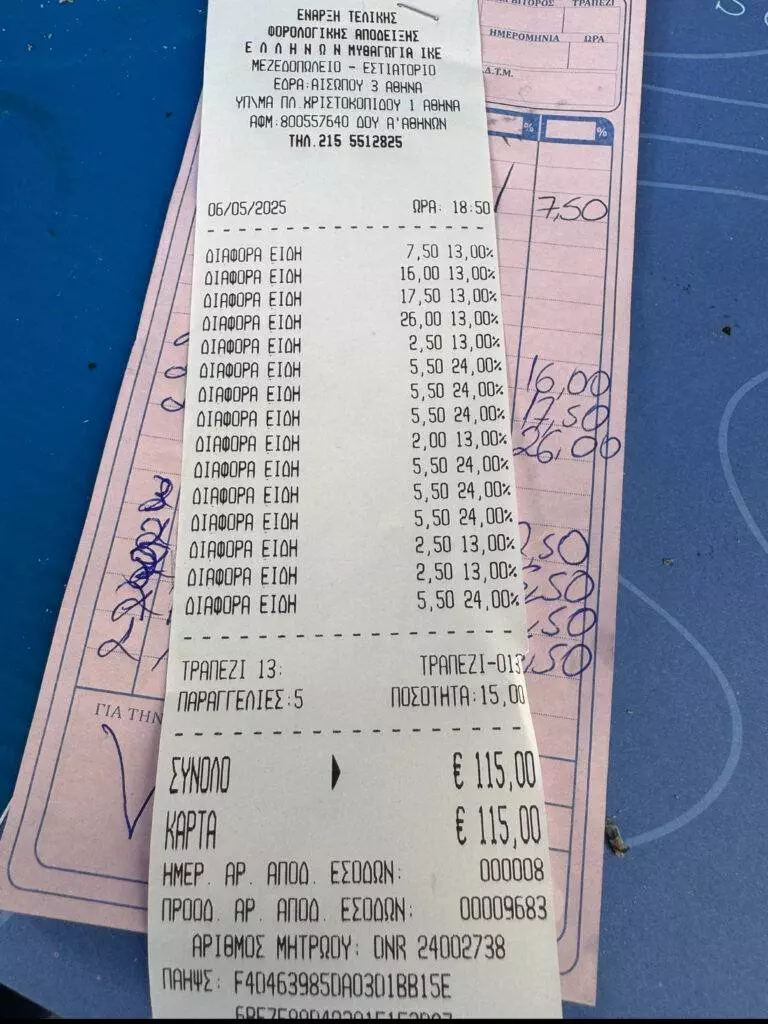 ΤΡΑΠΕΖΙ
ΗΜΕΡΟΜΗΝΙΑ ΩΡΑ
Δ.Τ.Μ.
% %
7,50
16,00
17,50
26,00
ΓΙΑ ΤΗΝ
ΕΝΑΡΞΗ ΤΕΛΙΚΗΣ
ΦΟΡΟΛΟΓΙΚΗΣ ΑΠΟΔΕΙΞΗΣ
Ε Λ Λ Η Ν Ω Ν ΜΥΘΑΓΩΓΙΑ ΙΚΕ
ΜΕΖΕΔΟΠΩΛΕΙΟ - ΕΣΤΙΑΤΟΡΙΟ
ΕΔΡΑ:ΑΙΣΩΠΟΥ 3 ΑΘΗΝΑ
ΥΠ\ΜΑ ΠΛ.ΧΡΙΣΤΟΚΟΠΙΔΟΥ 1 ΑΘΗΝΑ
ΑΦΜ:800557640 ΔΟΥ Α'ΑΘΗΝΩΝ
ΤΗΛ.215 5512825
06/05/2025 ΩΡΑ: 18:50
ΔΙΑΦΟΡΑ ΕΙΔΗ 7,50 13,00%
ΔΙΑΦΟΡΑ ΕΙΔΗ 16,00 13,00%
ΔΙΑΦΟΡΑ ΕΙΔΗ 17,50 13,00%
ΔΙΑΦΟΡΑ ΕΙΔΗ 26,00 13,00%
ΔΙΑΦΟΡΑ ΕΙΔΗ 2,50 13,00%
ΔΙΑΦΟΡΑ ΕΙΔΗ 5,50 24,00%
ΔΙΑΦΟΡΑ ΕΙΔΗ 5,50 24,00%
ΔΙΑΦΟΡΑ ΕΙΔΗ 5,50 24,00%
ΔΙΑΦΟΡΑ ΕΙΔΗ 2,00 13,00%
ΔΙΑΦΟΡΑ ΕΙΔΗ 5,50 24,00%
ΔΙΑΦΟΡΑ ΕΙΔΗ 5,50 24,00%
ΔΙΑΦΟΡΑ ΕΙΔΗ 5,50 24,00%
ΔΙΑΦΟΡΑ ΕΙΔΗ 2,50 13,00%
ΔΙΑΦΟΡΑ ΕΙΔΗ 2,50 13,00%
ΔΙΑΦΟΡΑ ΕΙΔΗ 5,50 24,00%
ΤΡΑΠΕΖΙ 13: ΤΡΑΠΕΖΙ-013
ΠΑΡΑΓΓΕΛΙΕΣ:5 ΠΟΣΟΤΗΤΑ:15,00
ΣΥΝΟΛΟ € 115,00
ΚΑΡΤΑ € 115,00
ΗΜΕΡ. ΑΡ. ΑΠΟΔ. ΕΣΟΔΩΝ: 000008
ΠΡΟΟΔ. ΑΡ. ΑΠΟΔ. ΕΣΟΔΩΝ: 00009683
ΑΡΙΘΜΟΣ ΜΗΤΡΩΟΥ: DNR 24002738
ΠΑΗΨΣ: F4D463985DA03D1BB15E